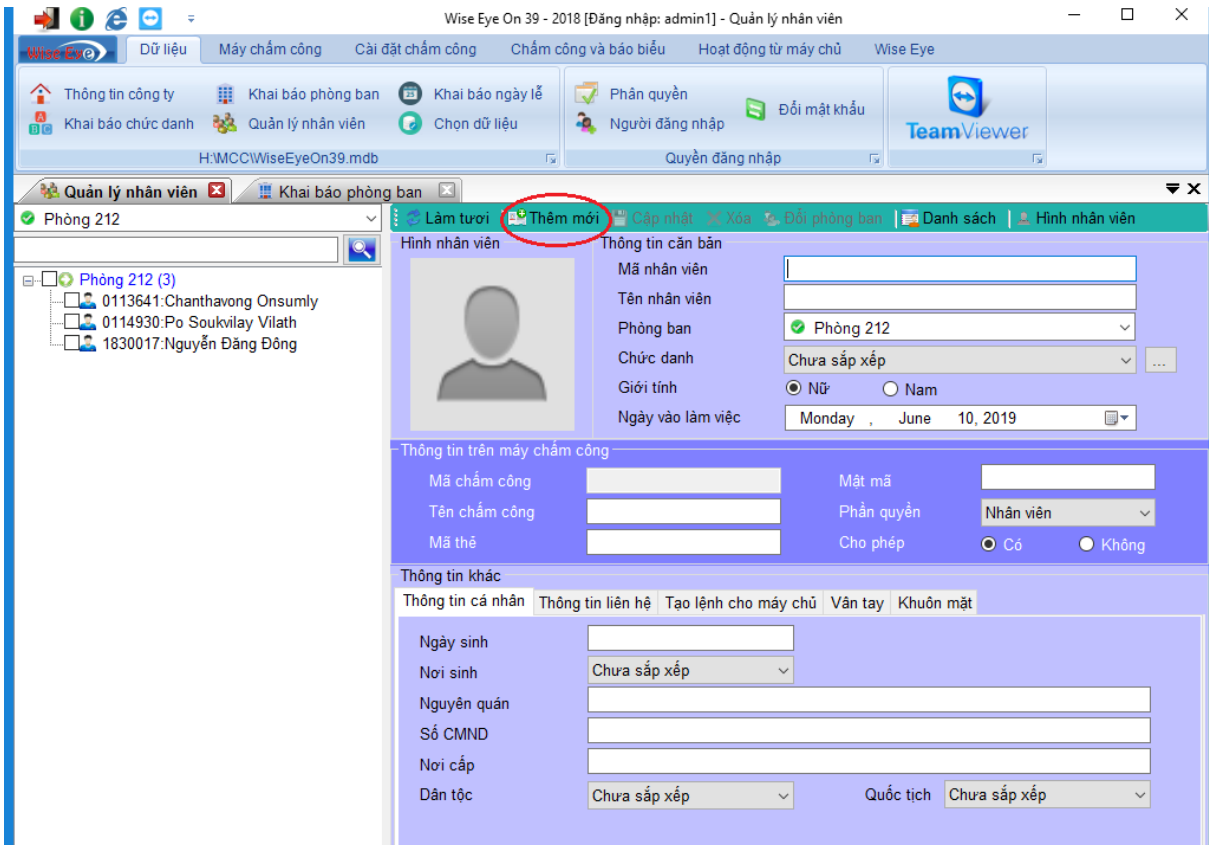 Wise Eye On 39 - 2018 [Đăng nhập: admin1] - Quản lý nhân viên
Wise Eye Dữ liệu Máy chấm công Cài đặt chấm công Chấm công và báo biểu Hoạt động từ máy chủ Wise Eye
Thông tin công ty Khai báo phòng ban Khai báo ngày lễ Phân quyền
Đổi mật khẩu
Khai báo chức danh Quản lý nhân viên Chọn dữ liệu Người đăng nhập
TeamViewer
H:\MCC\WiseEyeOn39.mdb Quyền đăng nhập
Quản lý nhân viên Khai báo phòng ban
Phòng 212
Phòng 212 (3)
0113641:Chanthavong Onsumly
0114930:Po Soukvilay Vilath
1830017:Nguyễn Đăng Đông
Làm tươi Thêm mới Cập nhật Xóa Đổi phòng ban Danh sách Hình nhân viên
Hình nhân viên Thông tin căn bản
Mã nhân viên
Tên nhân viên
Phòng ban Phòng 212
Chức danh Chưa sắp xếp ...
Giới tính Nữ Nam
Ngày vào làm việc Monday , June 10, 2019
Thông tin trên máy chấm công
Mã chấm công Mật mã
Tên chấm công Phần quyền Nhân viên
Mã thẻ Cho phép Có Không
Thông tin khác
Thông tin cá nhân Thông tin liên hệ Tạo lệnh cho máy chủ Vân tay Khuôn mặt
Ngày sinh
Nơi sinh Chưa sắp xếp
Nguyên quán
Số CMND
Nơi cấp
Dân tộc Chưa sắp xếp Quốc tịch Chưa sắp xếp